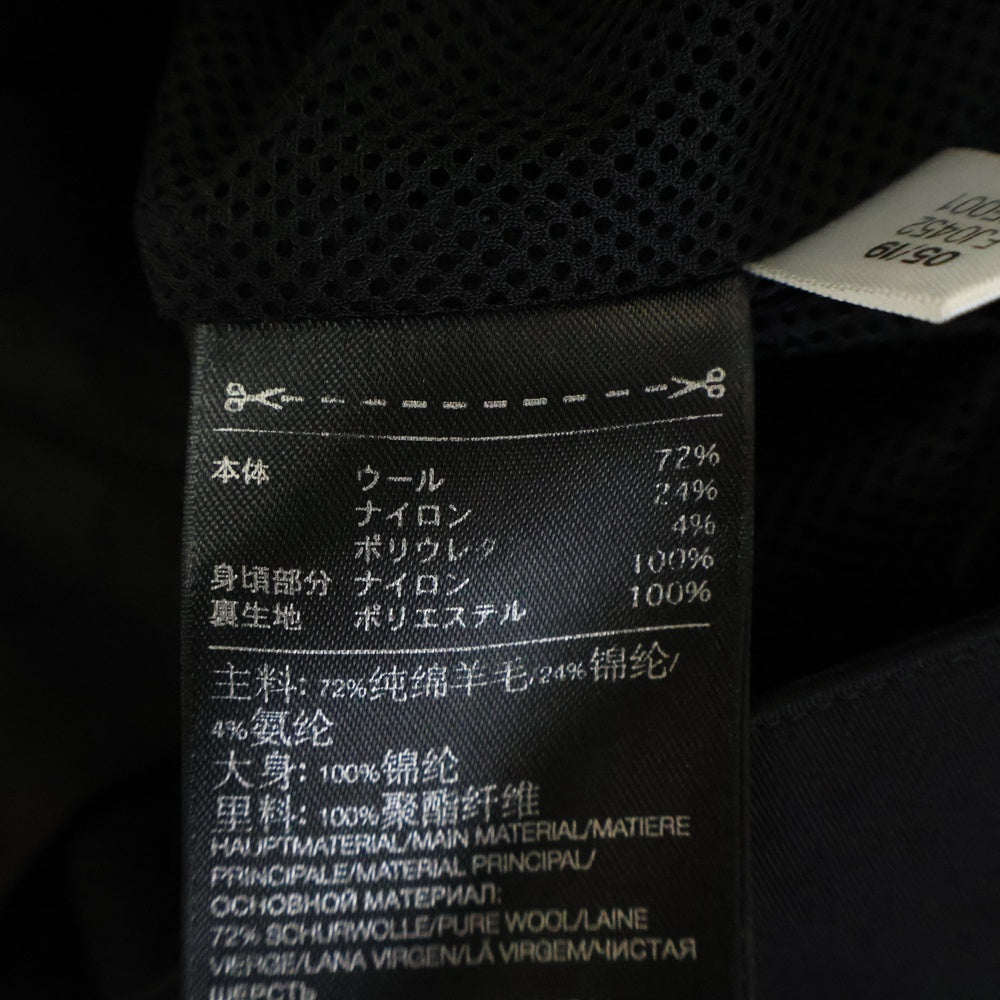 05/19
EJ0452
本体 ウール 72%
ナイロン 24%
ポリウレタ 4%
身頃部分 ナイロン 100%
裏生地 ポリエステル 100%
主料: 72%纯绵羊毛,24%锦纶/
4%氨纶
大身: 100%锦纶
里料: 100%聚酯纤维
HAUPTMATERIAL/MAIN MATERIAL/MATIERE
PRINCIPALE/MATERIAL PRINCIPAL/
ОСНОВНОЙ МАТЕРИАЛ:
72% SCHURWOLLE/PURE WOOL/LAINE
VIERGE/LANA VIRGEN/LÃ VIRGEM/ЧИСТАЯ
ШЕРСТЬ